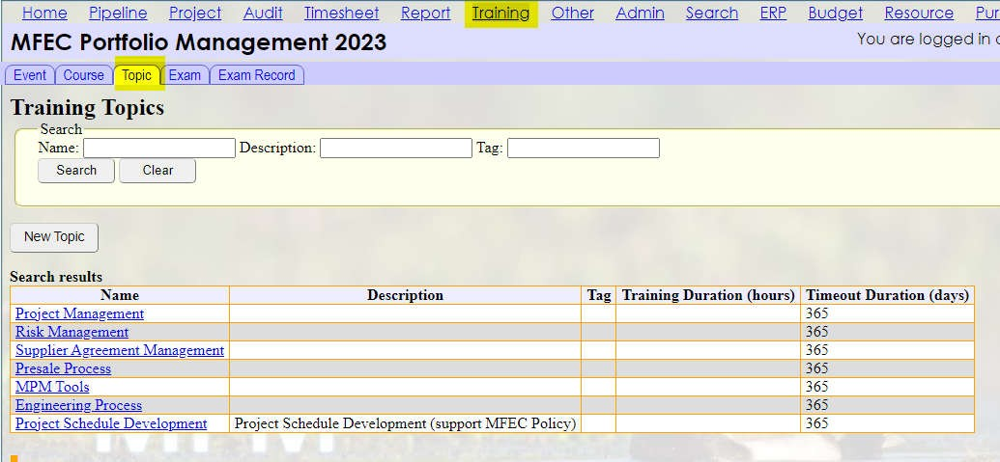 Home Pipeline Project Audit Timesheet Report Training Other Admin Search ERP Budget Resource
MFEC Portfolio Management 2023
You are logged in
Event Course Topic Exam Exam Record
Training Topics
Search
Name: Description: Tag:
Search Clear
New Topic
Search results
Name Description Tag Training Duration (hours) Timeout Duration (days)
Project Management 365
Risk Management 365
Supplier Agreement Management 365
Presale Process 365
MPM Tools 365
Engineering Process 365
Project Schedule Development Project Schedule Development (support MFEC Policy) 365